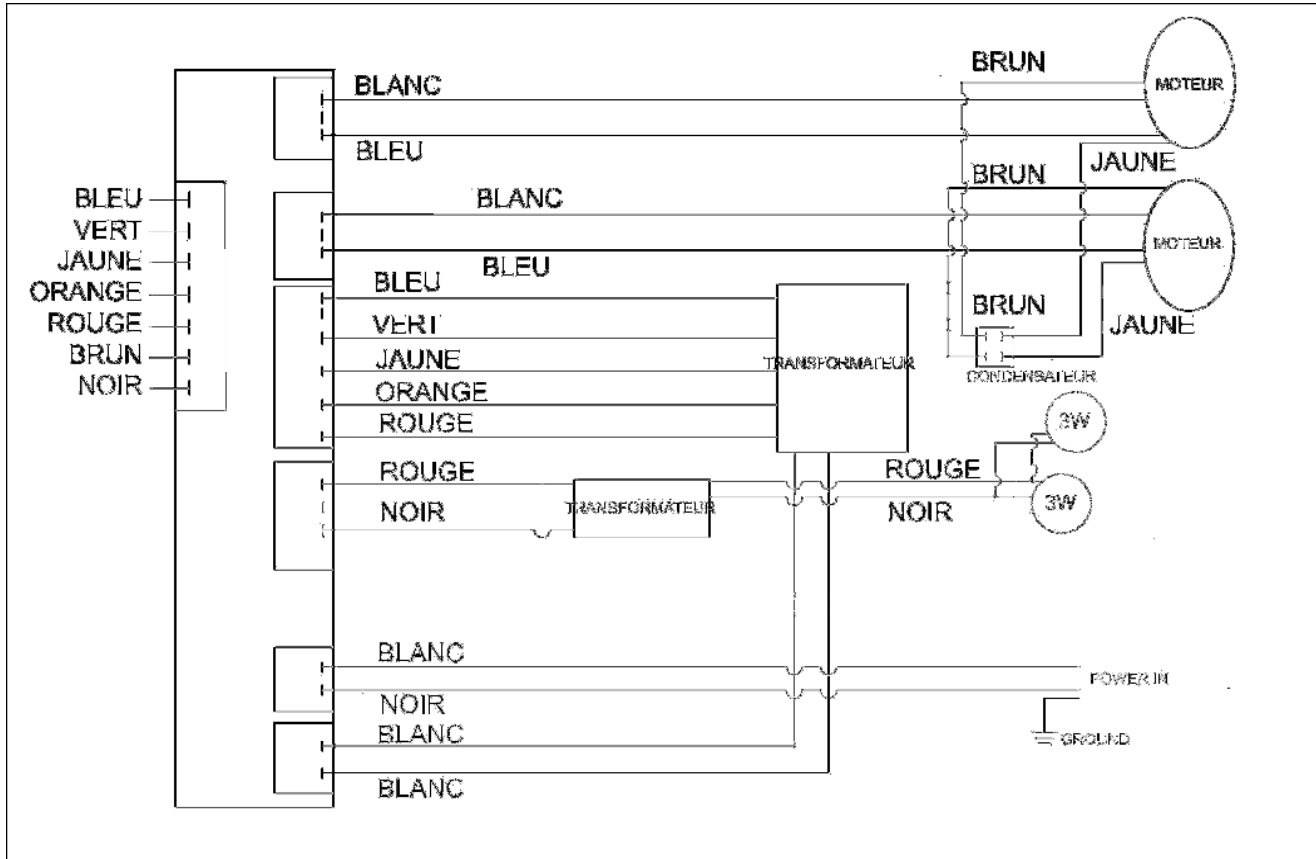 BRUN
MOTEUR
BLANC
BLEU
JAUNE
BRUN
BLEU
VERT
JAUNE
ORANGE
ROUGE
BRUN
NOIR
BLANC
MOTEUR
BLEU
BLEU
VERT
JAUNE
ORANGE
ROUGE
TRANSFORMATEUR
BRUN
JAUNE
CONDENSATEUR
3W
ROUGE
NOIR
TRANSFORMATEUR
ROUGE
NOIR
3W
BLANC
NOIR
POWER IN
BLANC
GROUND
BLANC